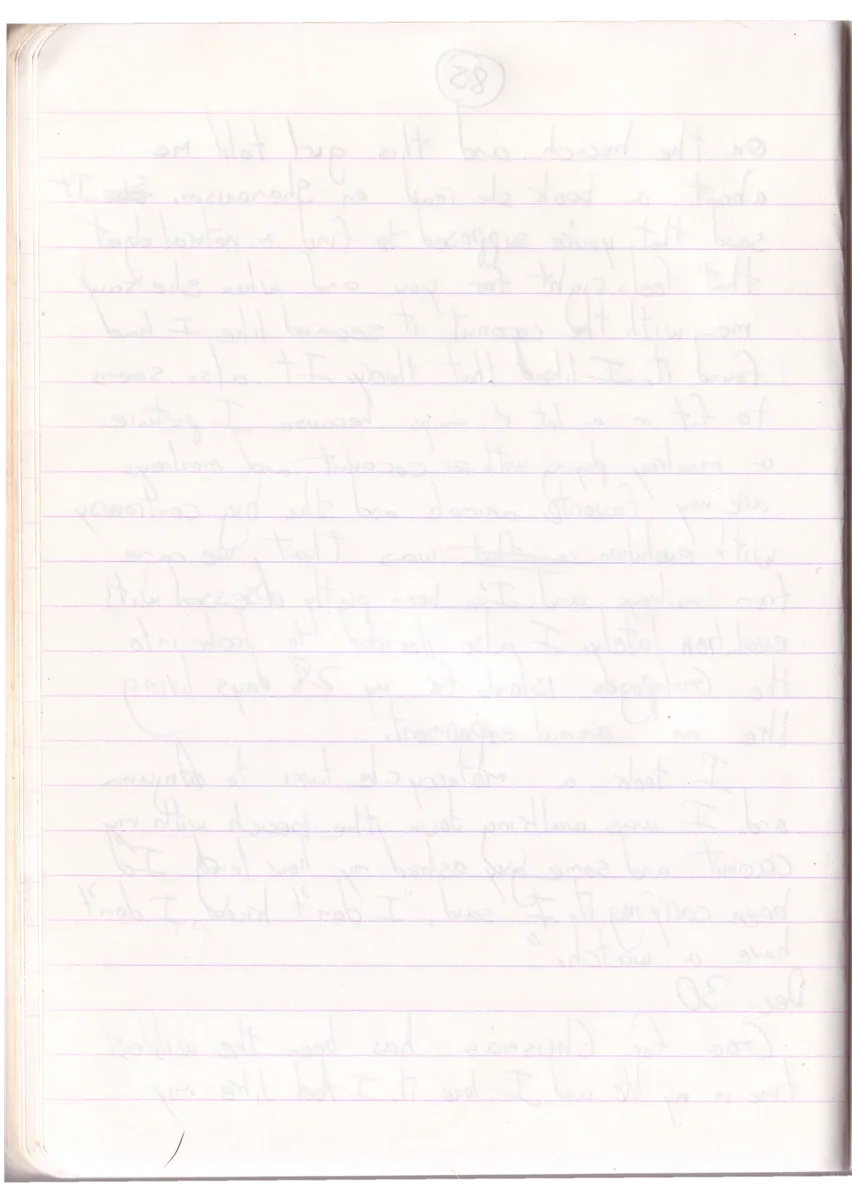 85
on the beach and this girl told me
about a book she read on Shamanism. She It
said that you're supposed to find a natural object
that feels right for you and when she saw
me with the coconut it seemed like I had
found it. I liked that theory. It also seems
to fit in a lot of ways because I picture
a monkey playing with a coconut and monkeys
are my favorite animals and the big controversy
with evolution is that was that we came
from monkeys and I've been pretty obsessed with
evolution lately. I also decided to look into
the Galapagos Islands for my 28 days living
like an animal experiment.
I took a motorcycle taxi to
and I was walking down the beach with my
coconut and some guy asked my how long I'd
been carrying it. I said, "I don't know, I don't
have a watch."
Dec 30
Goa for Christmas has been the wildest
time in my life and I love it. I feel like my